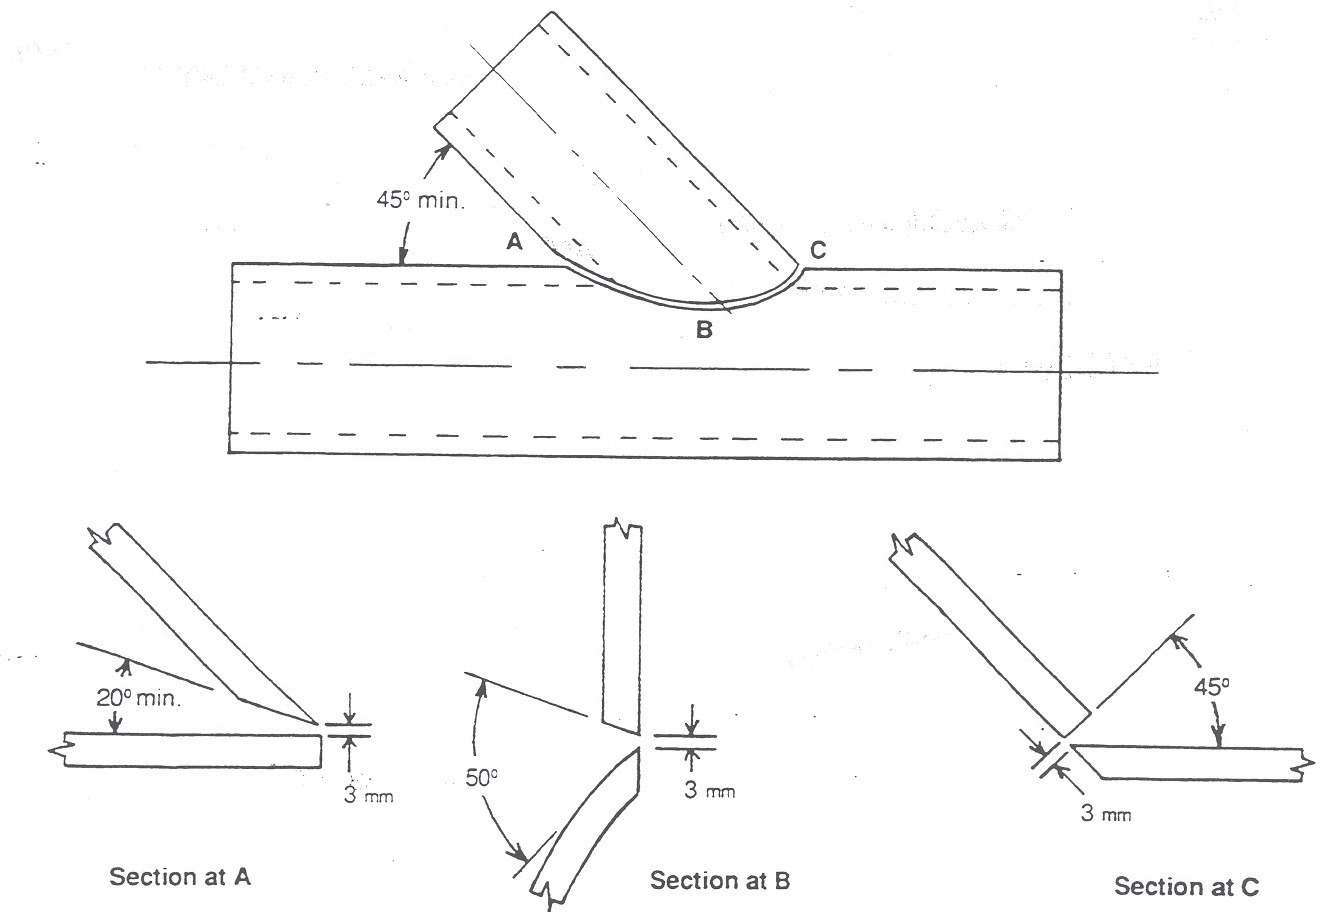 45° min.
A
C
B
20° min.
3 mm
50°
3 mm
45°
3 mm
Section at A
Section at B
Section at C